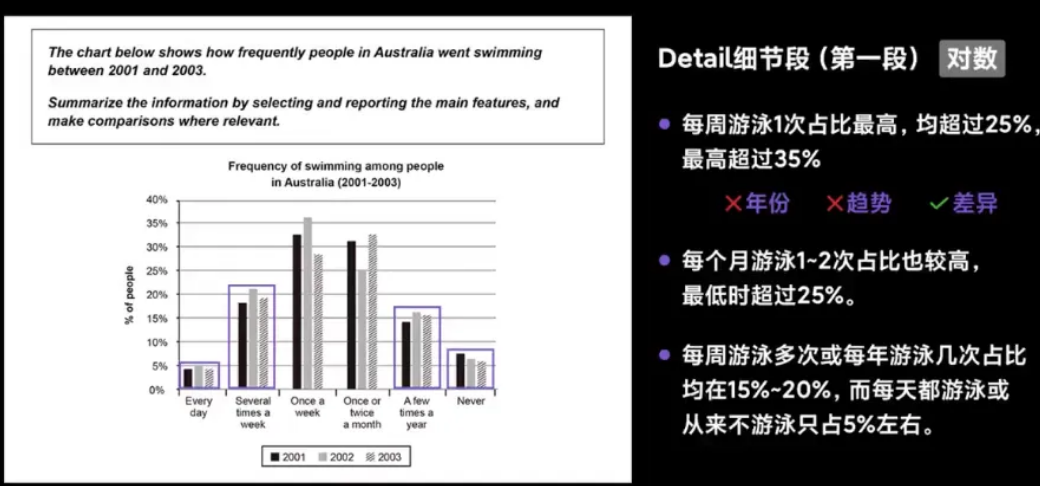 The chart below shows how frequently people in Australia went swimming
between 2001 and 2003.
Summarize the information by selecting and reporting the main features, and
make comparisons where relevant.
Frequency of swimming among people
in Australia (2001-2003)
40%
35%
30%
25%
20%
15%
10%
5%
0%
% of people
Every
day
Several
times a
week
Once a
week
Once or
twice
a month
A few
times a
year
Never
2001 2002 2003
Detail细节段（第一段） 对数
每周游泳1次占比最高，均超过25%，
最高超过35%
年份 趋势 差异
每个月游泳1~2次占比也较高，
最低时超过25%。
每周游泳多次或每年游泳几次占比
均在15%~20%，而每天都游泳或
从来不游泳只占5%左右。